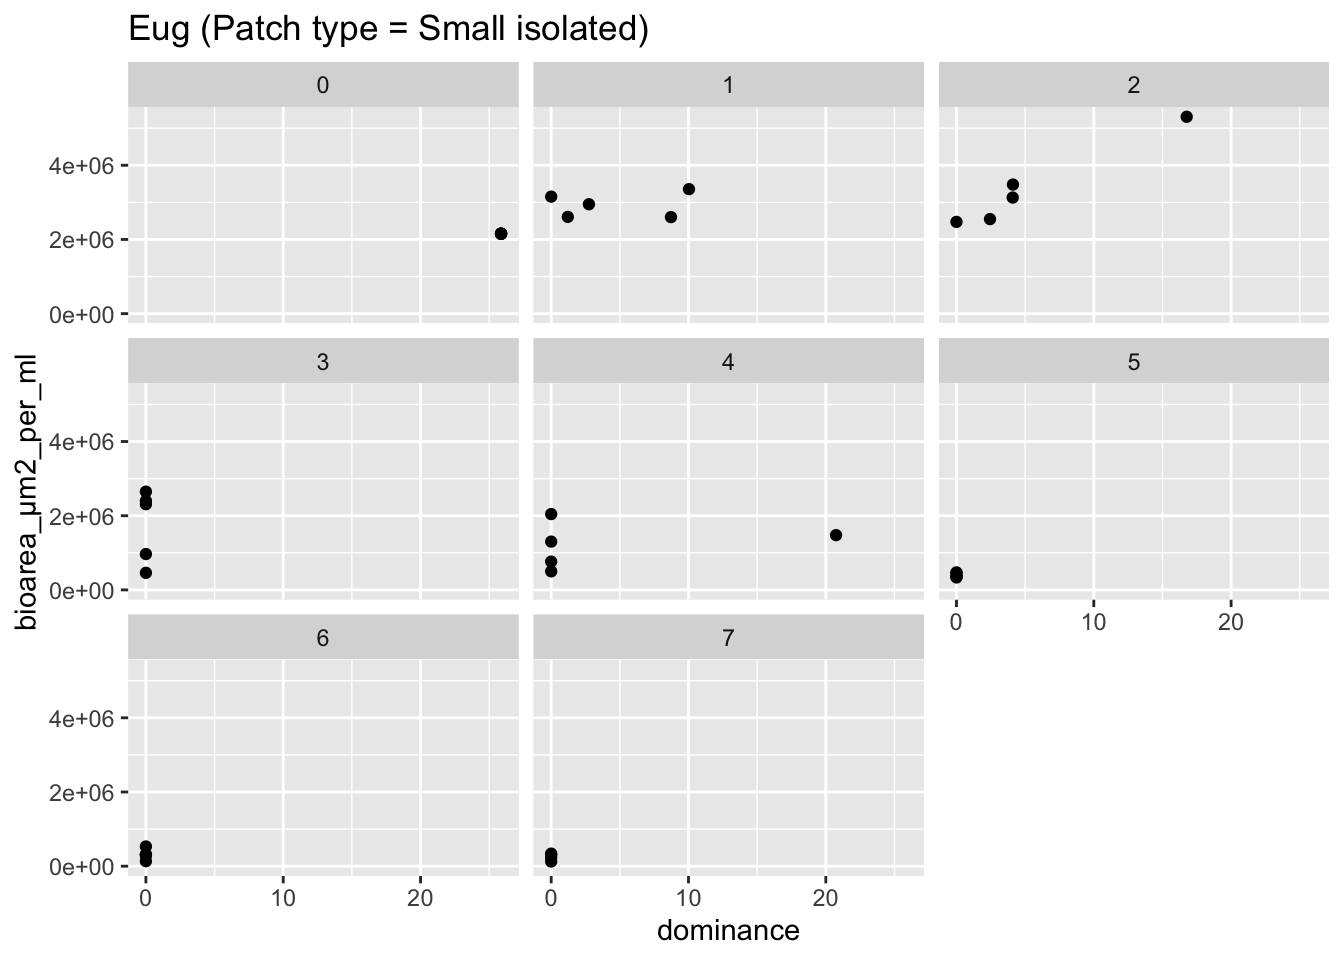 Eug (Patch type = Small isolated)
0 1 2
4e+06
2e+06
0e+00
3 4 5
4e+06
2e+06
0e+00
0 10 20
6 7
4e+06
2e+06
0e+00
0 10 20 0 10 20
dominance
bioarea_µm2_per_ml